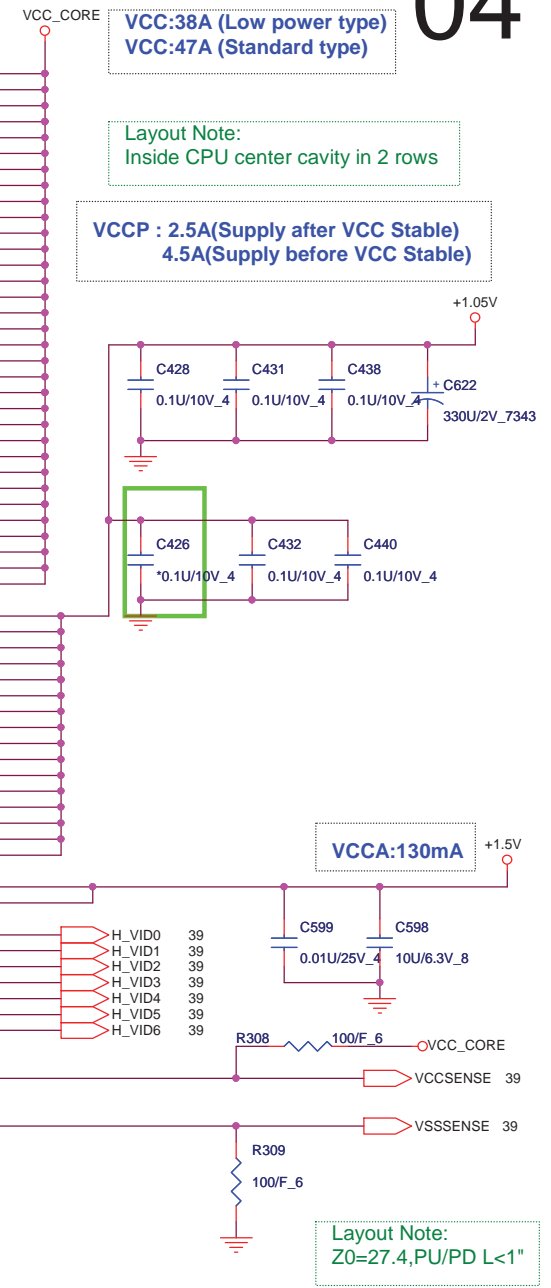 VCC_CORE
04
VCC:38A (Low power type)
VCC:47A (Standard type)
Layout Note:
Inside CPU center cavity in 2 rows
VCCP : 2.5A(Supply after VCC Stable)
4.5A(Supply before VCC Stable)
+1.05V
C428
0.1U/10V_4
C431
0.1U/10V_4
C438
0.1U/10V_4
+ C622
330U/2V_7343
C426
*0.1U/10V_4
C432
0.1U/10V_4
C440
0.1U/10V_4
VCCA:130mA
+1.5V
C599
0.01U/25V_4
C598
10U/6.3V_8
H_VID0 39
H_VID1 39
H_VID2 39
H_VID3 39
H_VID4 39
H_VID5 39
H_VID6 39
R308 100/F_6 VCC_CORE
VCCSENSE 39
VSSSENSE 39
R309
100/F_6
Layout Note:
Z0=27.4,PU/PD L<1"